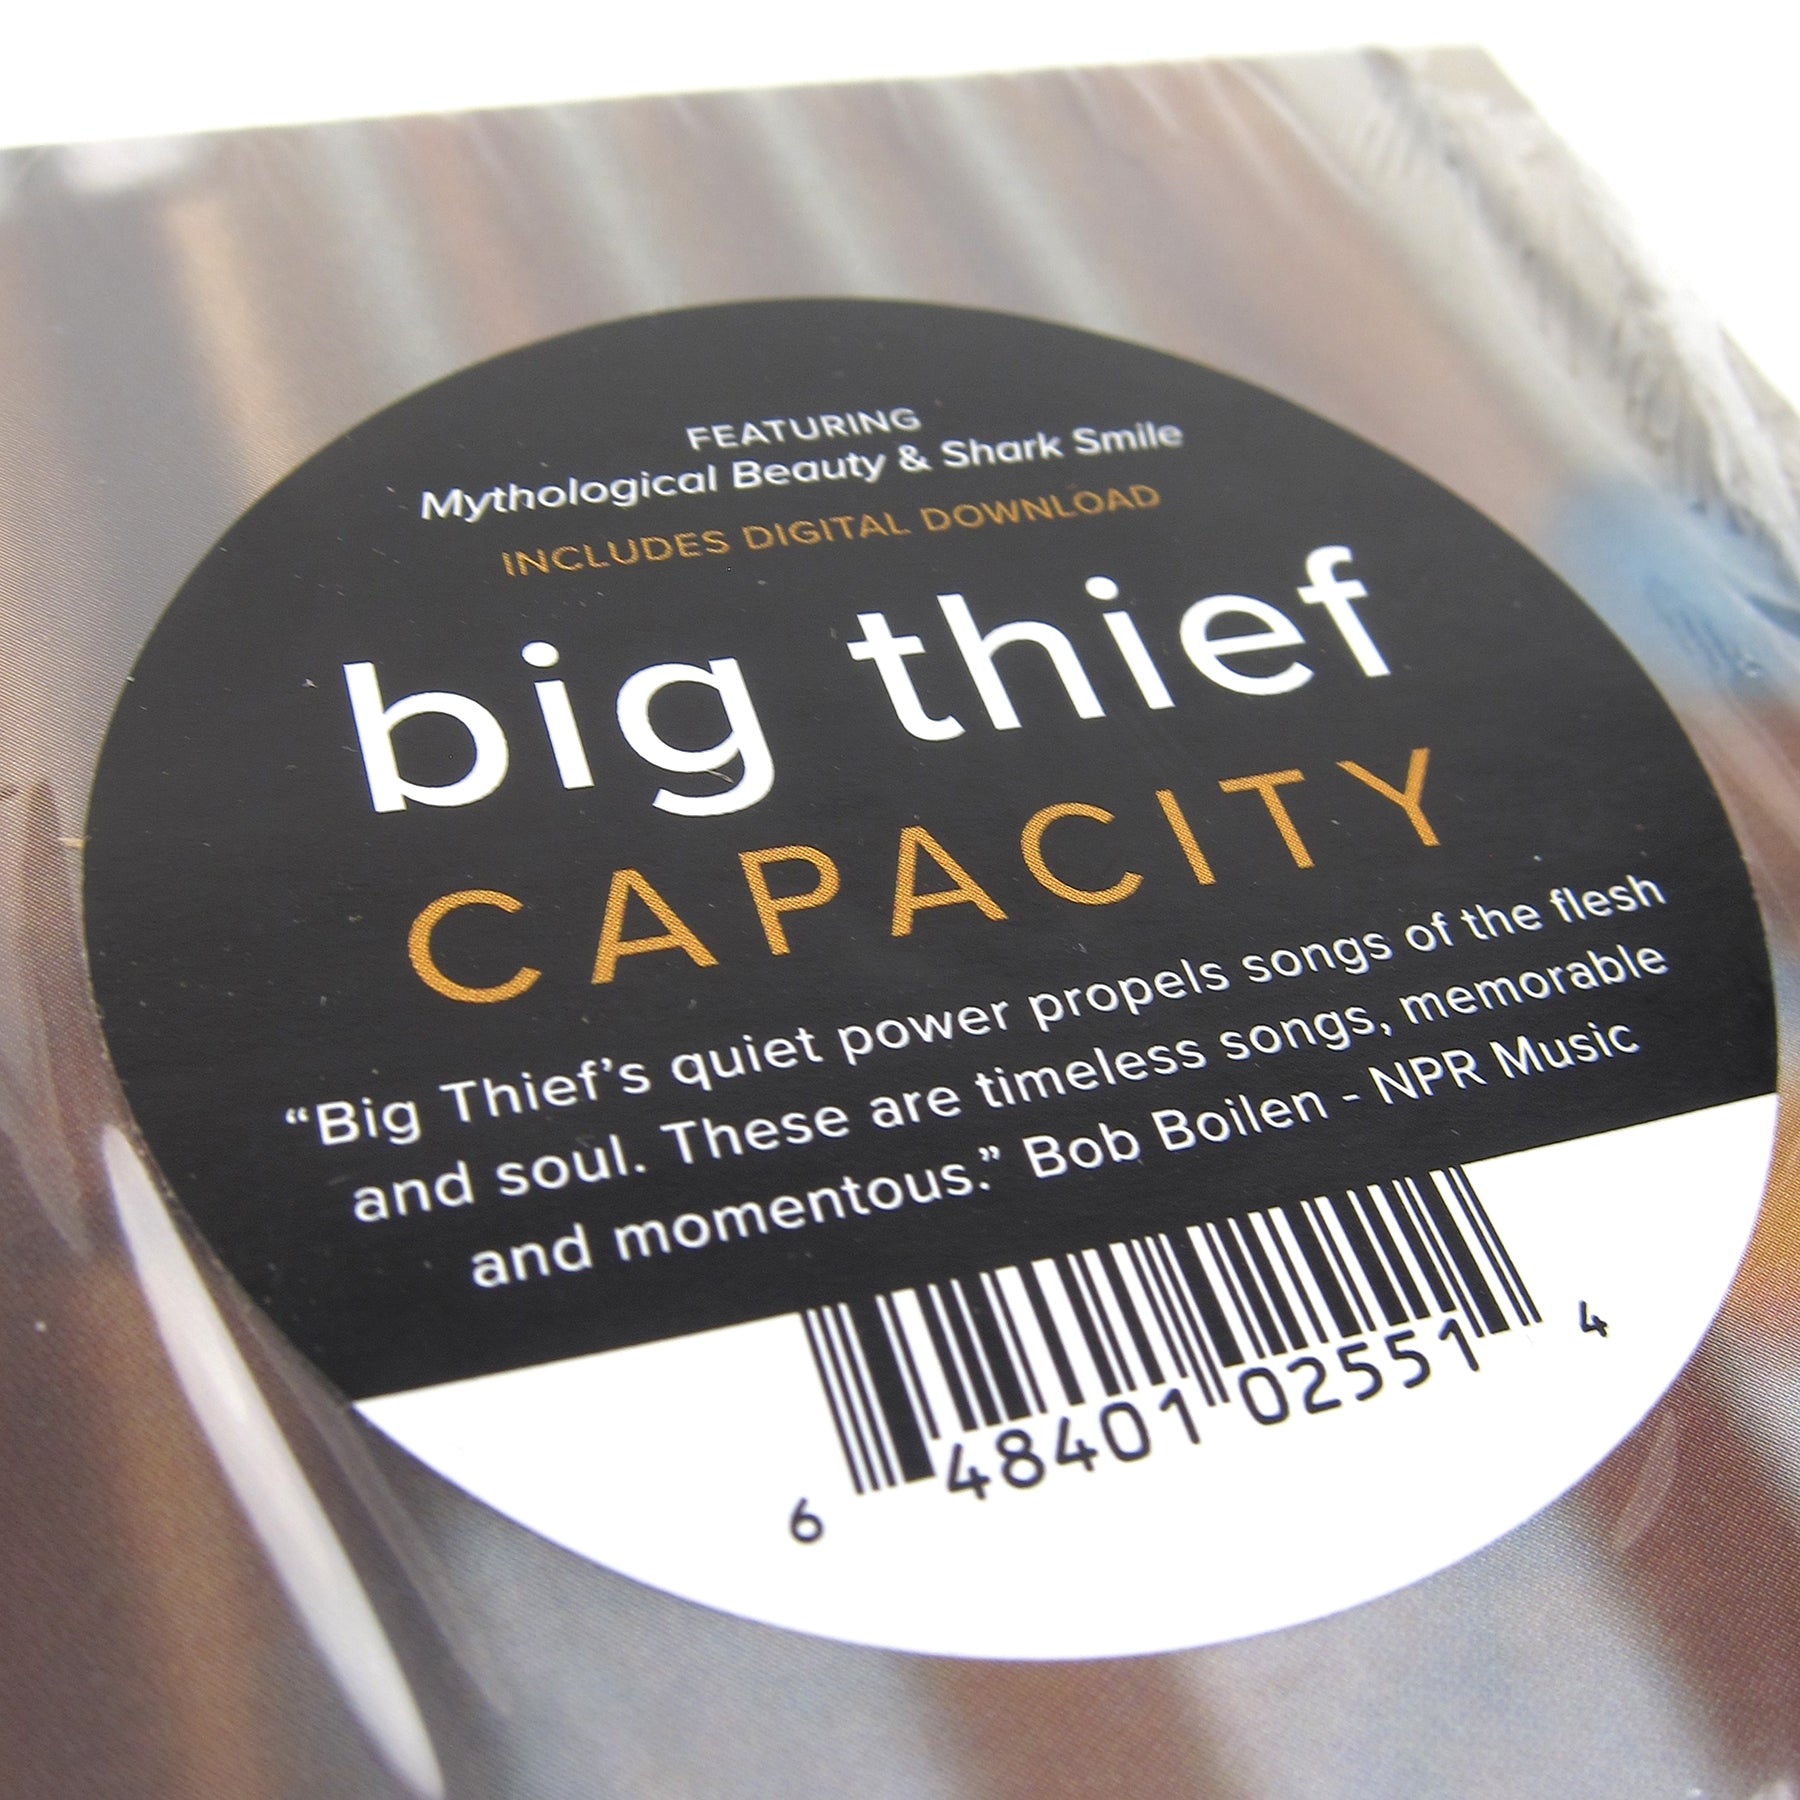 FEATURING
Mythological Beauty & Shark Smile
INCLUDES DIGITAL DOWNLOAD
big thief
CAPACITY
“Big Thief’s quiet power propels songs of the flesh
and soul. These are timeless songs, memorable
and momentous.” Bob Boilen - NPR Music
6 48401 02551 4